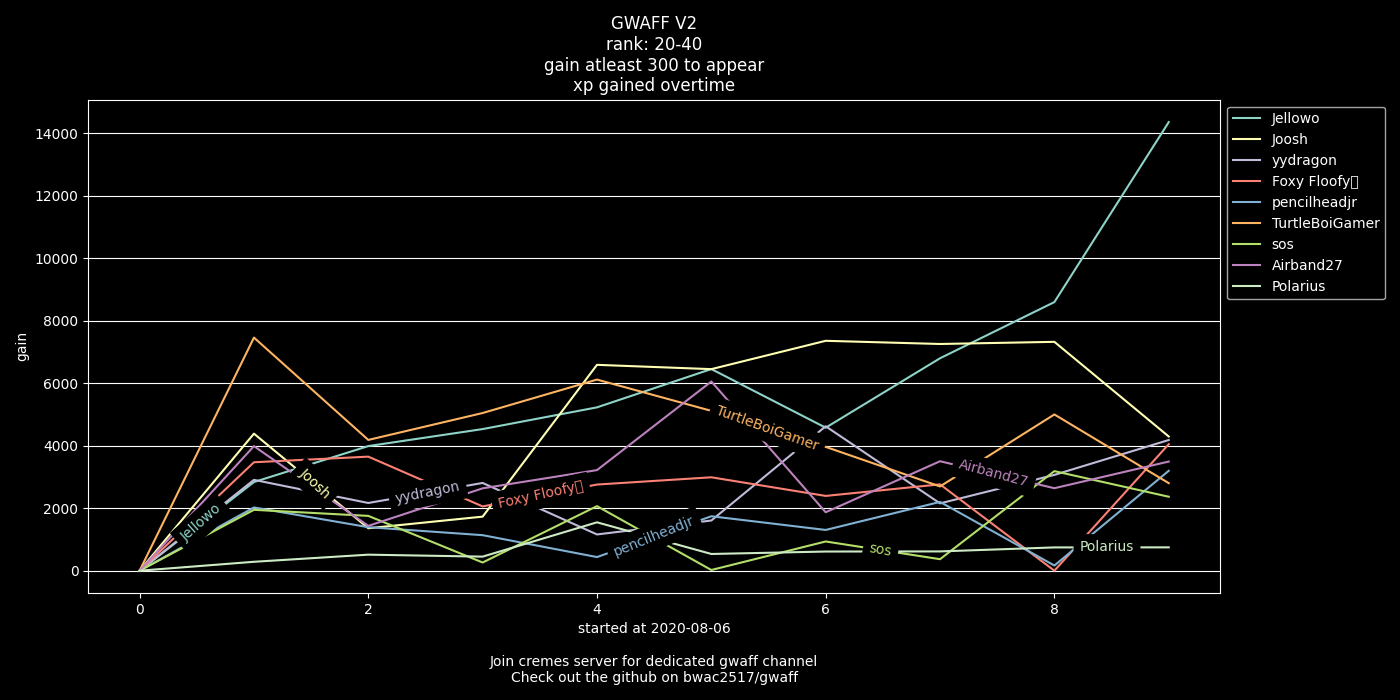 GWAFF V2
rank: 20-40
gain atleast 300 to appear
xp gained overtime
14000
12000
10000
8000
6000
4000
2000
0
gain
0
2
4
6
8
started at 2020-08-06
Jellowo
Joosh
yydragon
Foxy Floofy
pencilheadjr
TurtleBoiGamer
sos
Airband27
Polarius
Jellowo
Joosh
yydragon
Foxy Floofy
pencilheadjr
TurtleBoiGamer
sos
Airband27
Polarius
Join cremes server for dedicated gwaff channel
Check out the github on bwac2517/gwaff